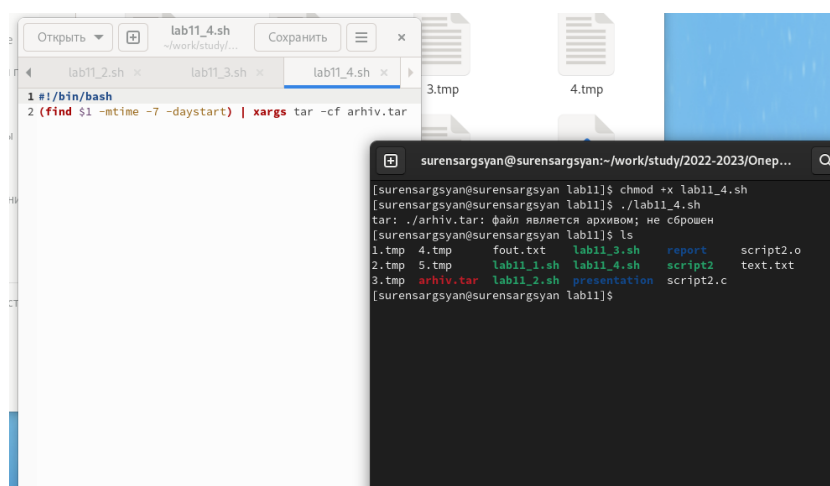 Открыть
lab11_4.sh
~/work/study/...
Сохранить
lab11_2.sh
lab11_3.sh
lab11_4.sh
1 #!/bin/bash
2 (find $1 -mtime -7 -daystart) | xargs tar -cf arhiv.tar
3.tmp
4.tmp
surensargsyan@surensargsyan:~/work/study/2022-2023/Опер...
[surensargsyan@surensargsyan lab11]$ chmod +x lab11_4.sh
[surensargsyan@surensargsyan lab11]$ ./lab11_4.sh
tar: ./arhiv.tar: файл является архивом; не сброшен
[surensargsyan@surensargsyan lab11]$ ls
1.tmp 4.tmp fout.txt lab11_3.sh report script2.o
2.tmp 5.tmp lab11_1.sh lab11_4.sh script2 text.txt
3.tmp arhiv.tar lab11_2.sh presentation script2.c
[surensargsyan@surensargsyan lab11]$